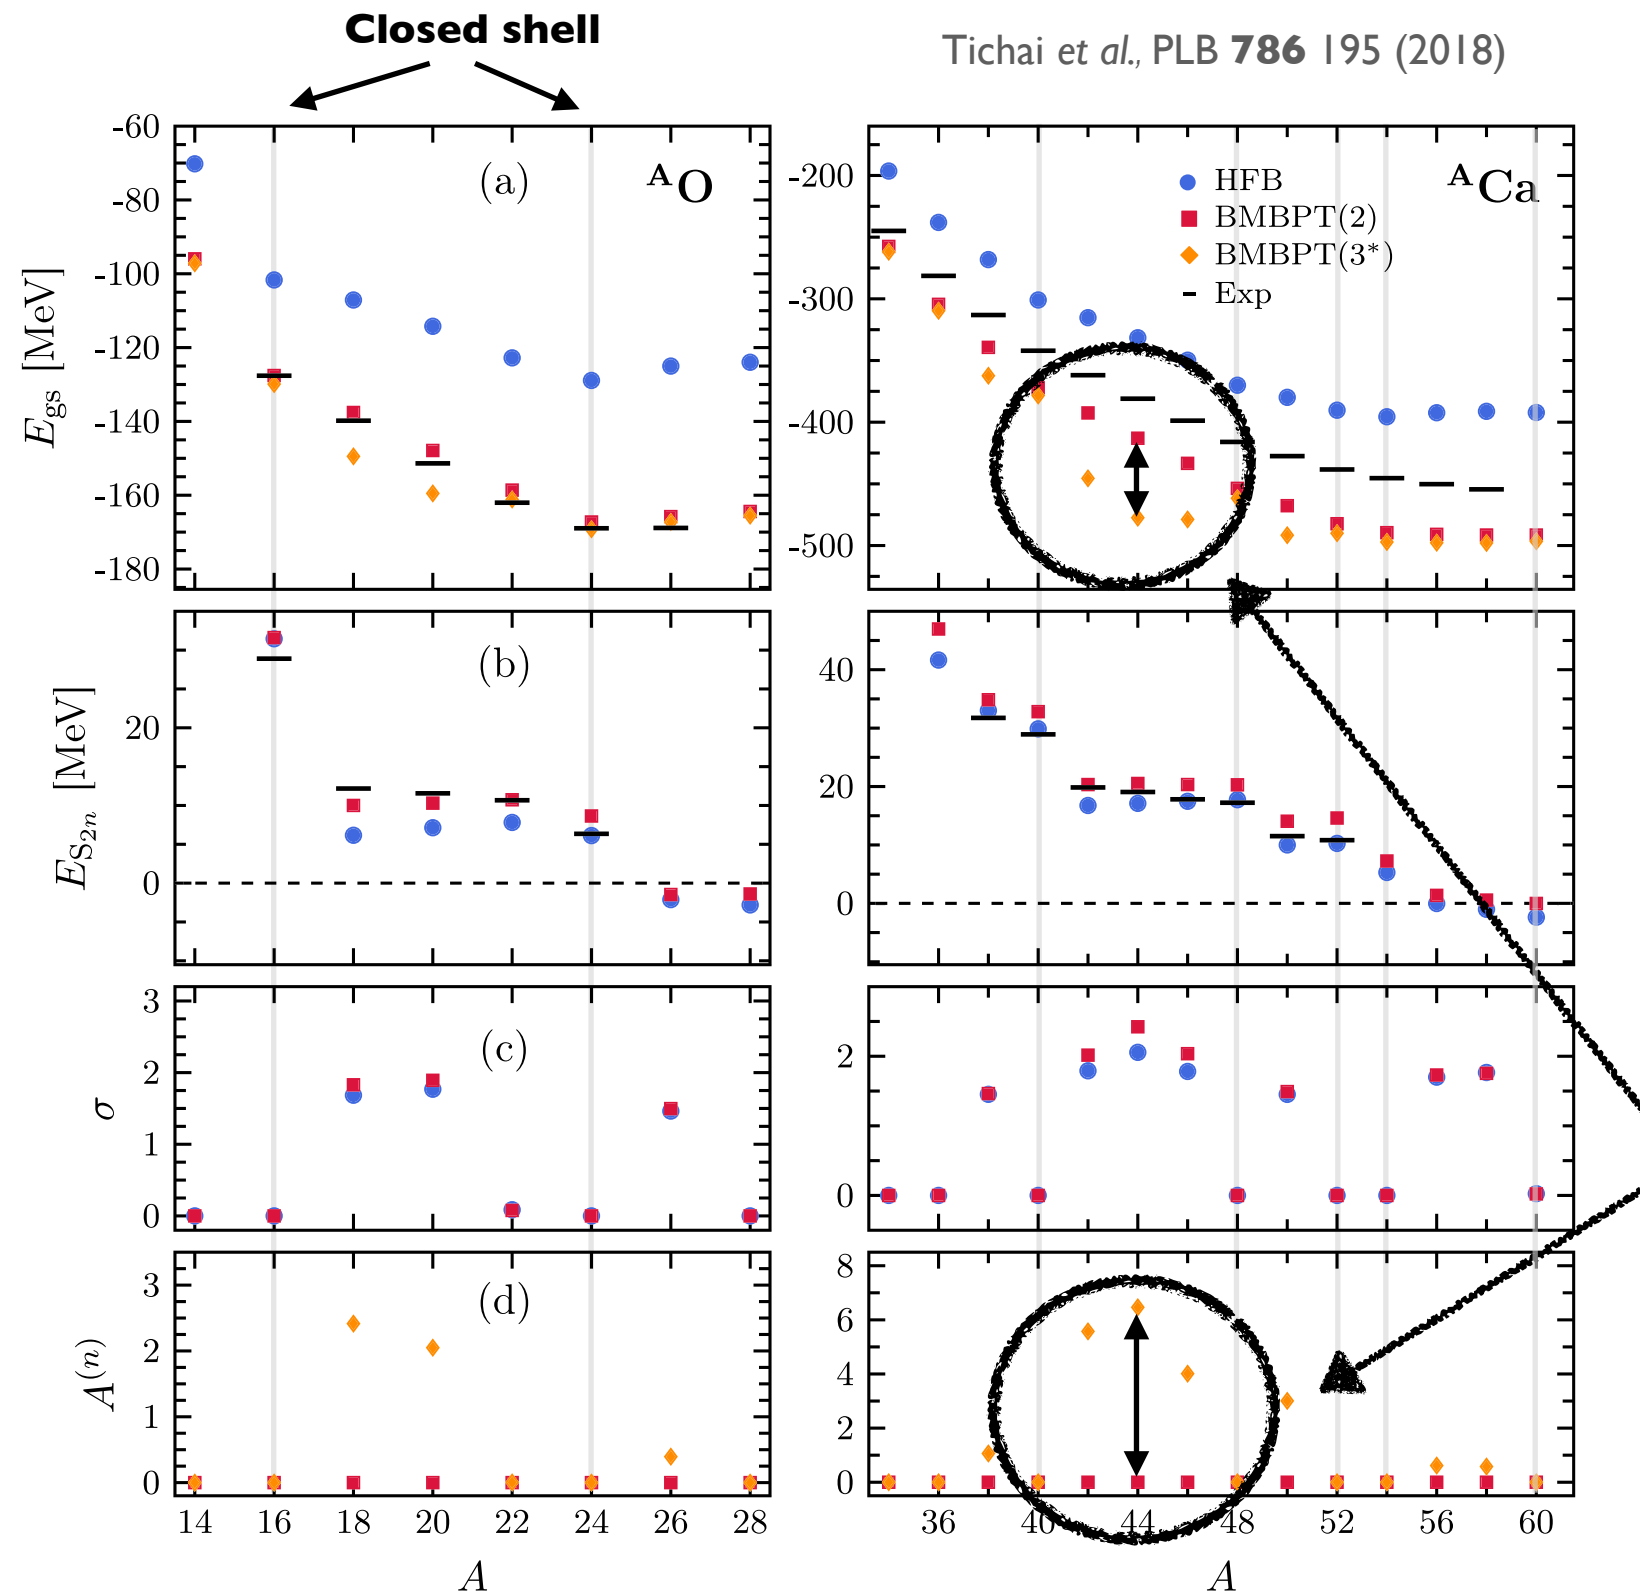 Closed shell
Tichai et al., PLB 786 195 (2018)
-60
-80
-100
-120
-140
-160
-180
E_gs [MeV]
(a)
^A O
-200
-300
-400
-500
HFB
BMBPT(2)
BMBPT(3*)
Exp
^A Ca
20
0
E_S2n [MeV]
(b)
40
20
0
3
2
1
0
σ
(c)
2
0
3
2
1
0
A^(n)
(d)
8
6
4
2
0
14 16 18 20 22 24 26 28
36 40 44 48 52 56 60
A
A